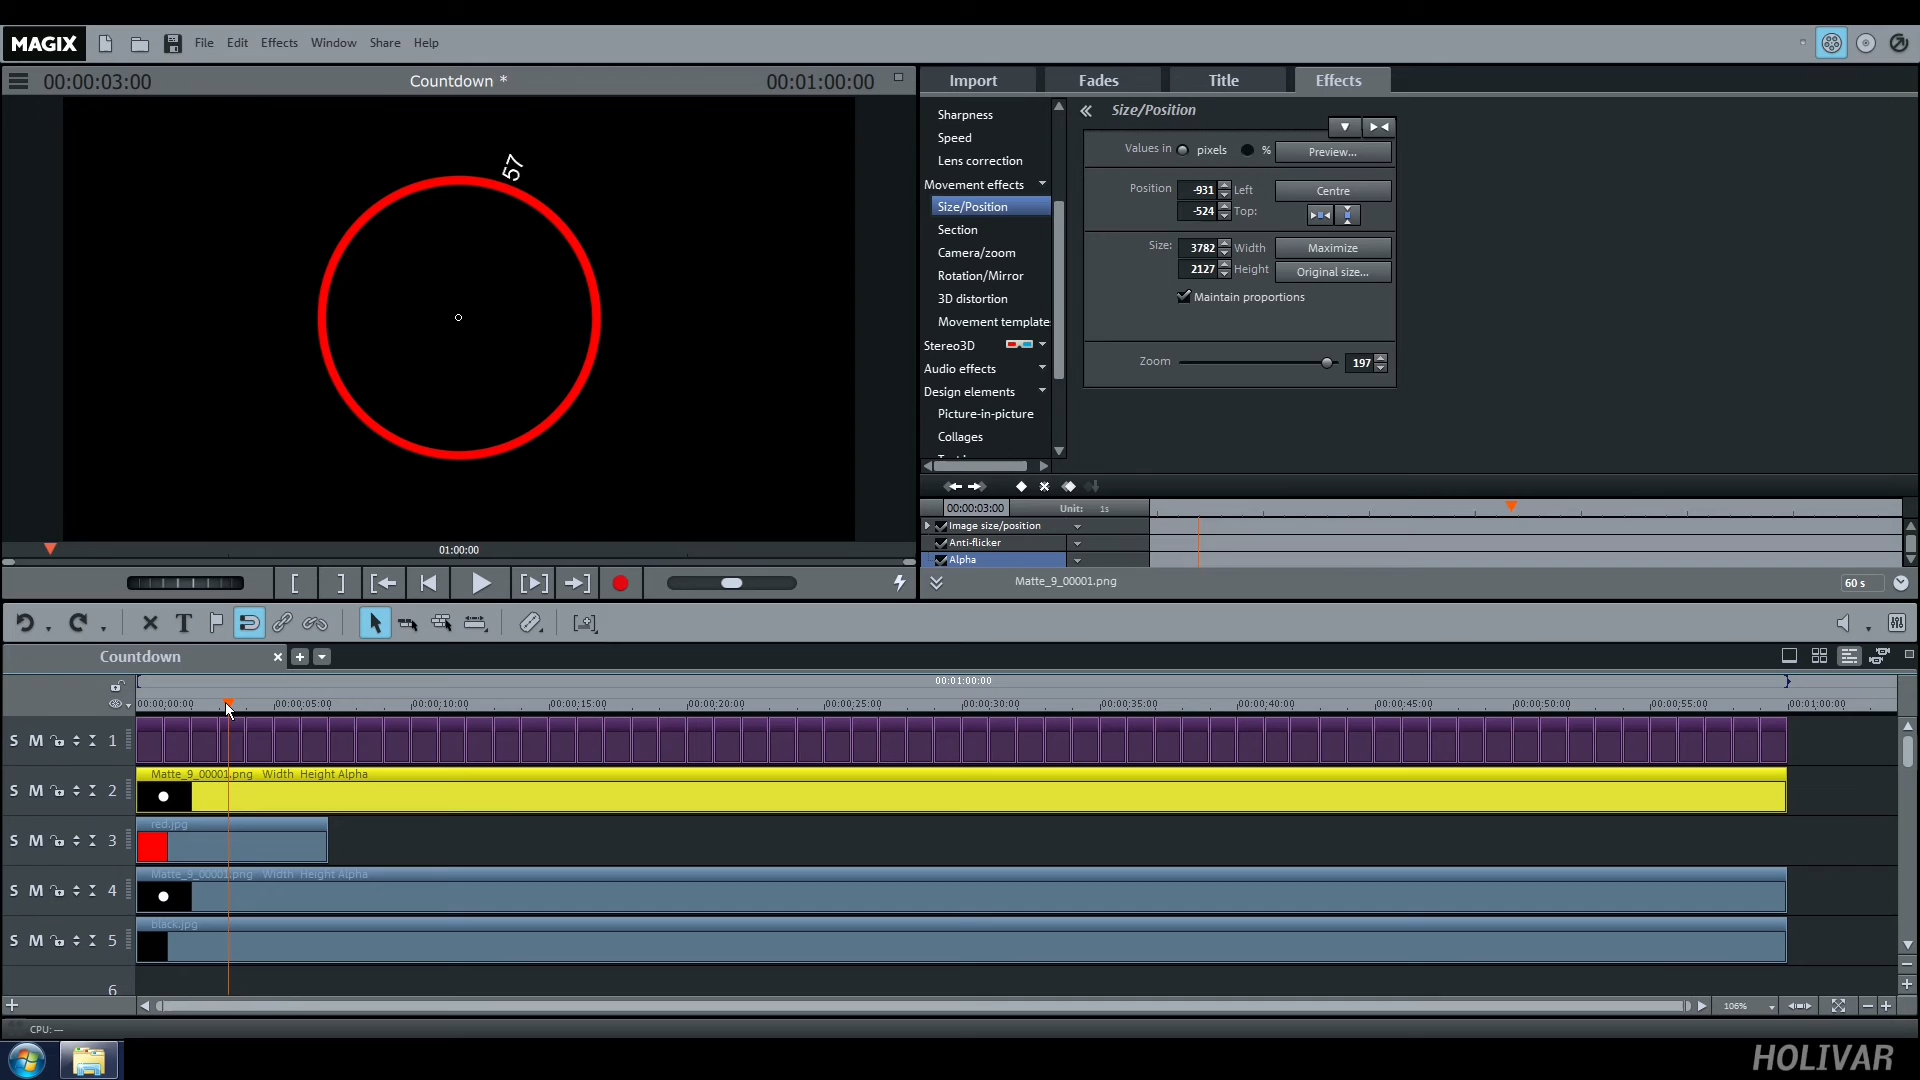 MAGIX File Edit Effects Window Share Help
00:00:03:00 Countdown * 00:01:00:00
Import Fades Title Effects
57
Sharpness
Speed
Lens correction
Movement effects
Size/Position
Section
Camera/zoom
Rotation/Mirror
3D distortion
Movement template
Stereo3D
Audio effects
Design elements
Picture-in-picture
Collages
Size/Position
Values in pixels % Preview...
Position -931 Left Centre
-524 Top:
Size: 3782 Width Maximize
2127 Height Original size...
Maintain proportions
Zoom 197
00:00:03:00 Unit: 1s
Image size/position
Anti-flicker
Alpha
01:00:00
Matte_9_00001.png 60 s
Countdown
00:01:00:00
00:00:00:00 00:00:05:00 00:00:10:00 00:00:15:00 00:00:20:00 00:00:25:00 00:00:30:00 00:00:35:00 00:00:40:00 00:00:45:00 00:00:50:00 00:00:55:00 00:01:00:00
S M 1
Matte_9_00001.png Width Height Alpha
S M 2
red.jpg
S M 3
Matte_9_00001.png Width Height Alpha
S M 4
black.jpg
S M 5
6
106%
CPU: —
HOLIVAR